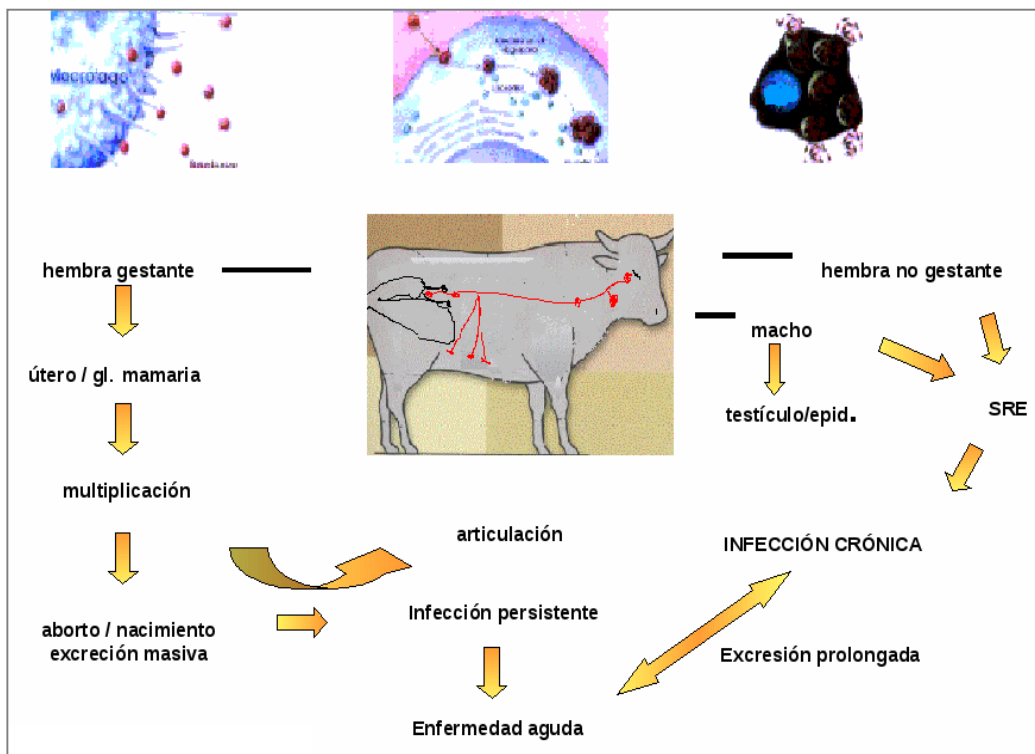 Macrofago
hembra gestante
hembra no gestante
macho
útero / gl. mamaria
testículo/epid.
SRE
multiplicación
articulación
INFECCIÓN CRÓNICA
aborto / nacimiento
excreción masiva
Infección persistente
Excresión prolongada
Enfermedad aguda